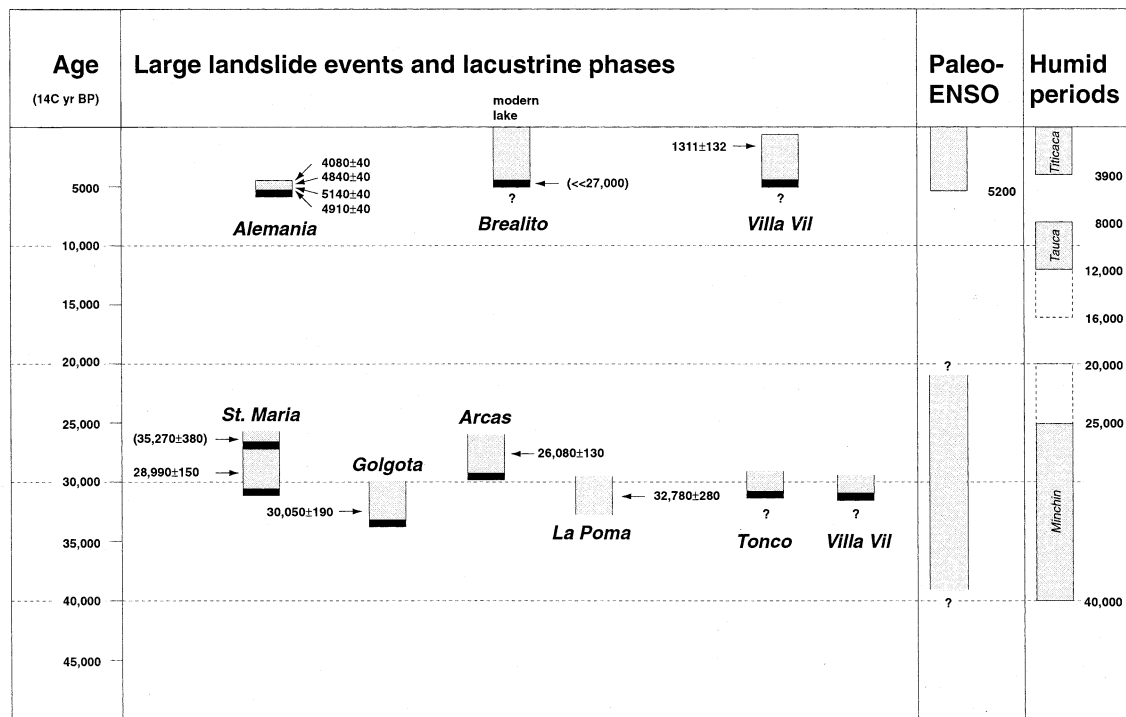 Age
(14C yr BP)
Large landslide events and lacustrine phases
Paleo-
ENSO
Humid
periods
modern
lake
5000
10,000
15,000
20,000
25,000
30,000
35,000
40,000
45,000
4080±40
4840±40
5140±40
4910±40
Alemania
(<<27,000)
?
Brealito
1311±132
?
Villa Vil
St. Maria
(35,270±380)
28,990±150
Golgota
30,050±190
Arcas
26,080±130
32,780±280
La Poma
?
Tonco
?
Villa Vil
5200
?
?
Titicaca
3900
8000
Tauca
12,000
16,000
20,000
25,000
Minchin
40,000